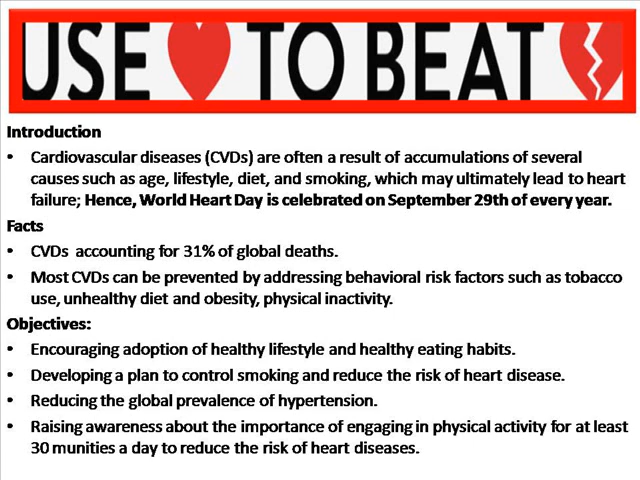 USE TO BEAT
Introduction
• Cardiovascular diseases (CVDs) are often a result of accumulations of several
causes such as age, lifestyle, diet, and smoking, which may ultimately lead to heart
failure; Hence, World Heart Day is celebrated on September 29th of every year.
Facts
• CVDs accounting for 31% of global deaths.
• Most CVDs can be prevented by addressing behavioral risk factors such as tobacco
use, unhealthy diet and obesity, physical inactivity.
Objectives:
• Encouraging adoption of healthy lifestyle and healthy eating habits.
• Developing a plan to control smoking and reduce the risk of heart disease.
• Reducing the global prevalence of hypertension.
• Raising awareness about the importance of engaging in physical activity for at least
30 munities a day to reduce the risk of heart diseases.